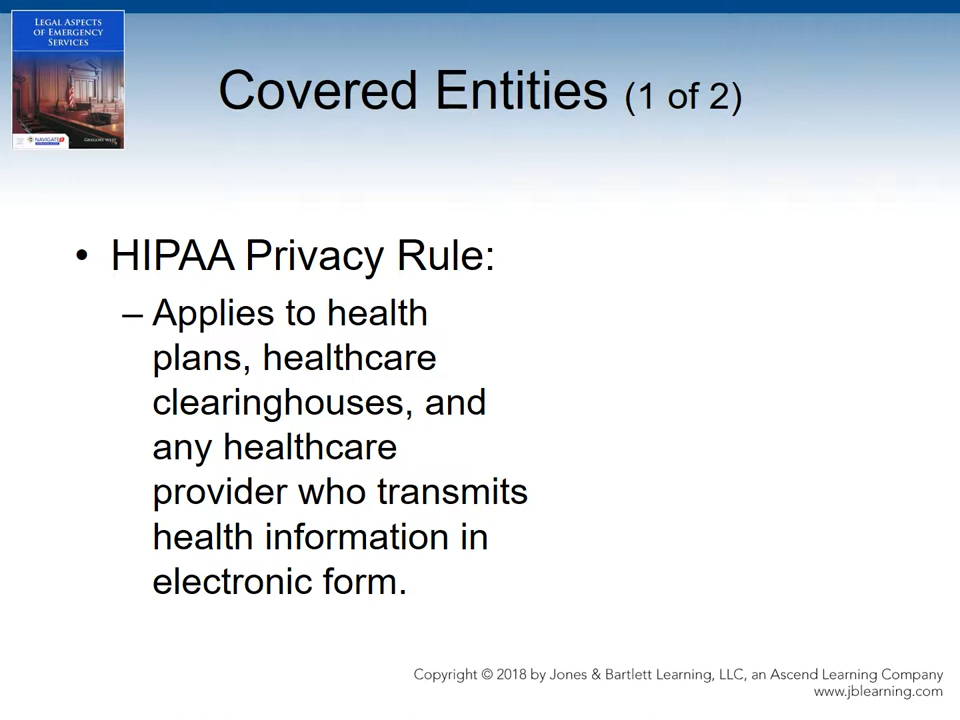 LEGAL ASPECTS
OF EMERGENCY
SERVICES
NAVIGATE
GREGORY WEST
Covered Entities (1 of 2)
• HIPAA Privacy Rule:
– Applies to health
plans, healthcare
clearinghouses, and
any healthcare
provider who transmits
health information in
electronic form.
Copyright © 2018 by Jones & Bartlett Learning, LLC, an Ascend Learning Company
www.jblearning.com